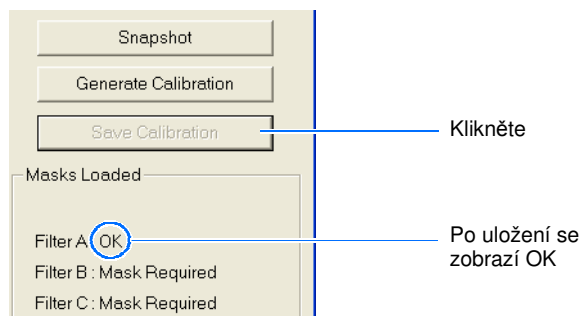 Snapshot
Generate Calibration
Save Calibration
Klikněte
Masks Loaded
Filter A : OK
Po uložení se
zobrazí OK
Filter B : Mask Required
Filter C : Mask Required